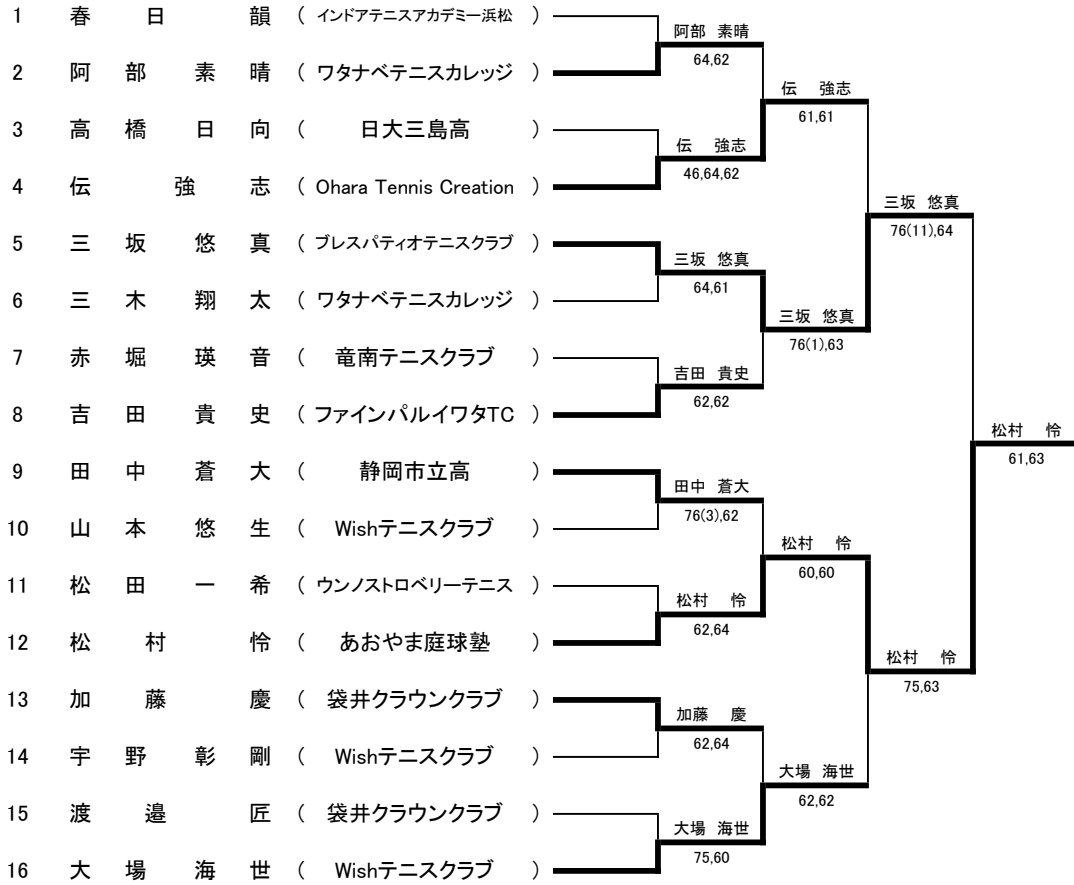 1 春日 韻 ( インドアテニスアカデミー浜松 )
阿部 素晴
64,62
2 阿部 素晴 ( ワタナベテニスカレッジ )
伝 強志
61,61
3 高橋 日向 ( 日大三島高 )
伝 強志
46,64,62
4 伝 強志 ( Ohara Tennis Creation )
三坂 悠真
76(11),64
5 三坂 悠真 ( ブレスパティオテニスクラブ )
三坂 悠真
64,61
6 三木 翔太 ( ワタナベテニスカレッジ )
三坂 悠真
76(1),63
7 赤堀 瑛音 ( 竜南テニスクラブ )
吉田 貴史
62,62
8 吉田 貴史 ( ファインパルイワタTC )
松村 怜
61,63
9 田中 蒼大 ( 静岡市立高 )
田中 蒼大
76(3),62
10 山本 悠生 ( Wishテニスクラブ )
松村 怜
60,60
11 松田 一希 ( ウンノストロベリーテニス )
松村 怜
62,64
12 松村 怜 ( あおやま庭球塾 )
松村 怜
75,63
13 加藤 慶 ( 袋井クラウンクラブ )
加藤 慶
62,64
14 宇野 彰剛 ( Wishテニスクラブ )
大場 海世
62,62
15 渡邉 匠 ( 袋井クラウンクラブ )
大場 海世
75,60
16 大場 海世 ( Wishテニスクラブ )